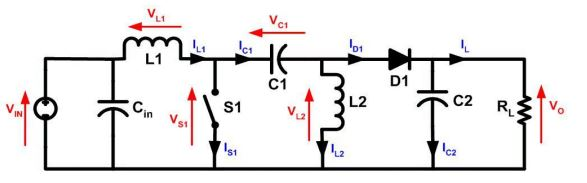 V_L1
V_C1
I_L1
I_C1
I_D1
I_L
L1
C1
D1
V_IN
C_in
V_S1
S1
V_L2
L2
C2
R_L
V_O
I_S1
I_L2
I_C2